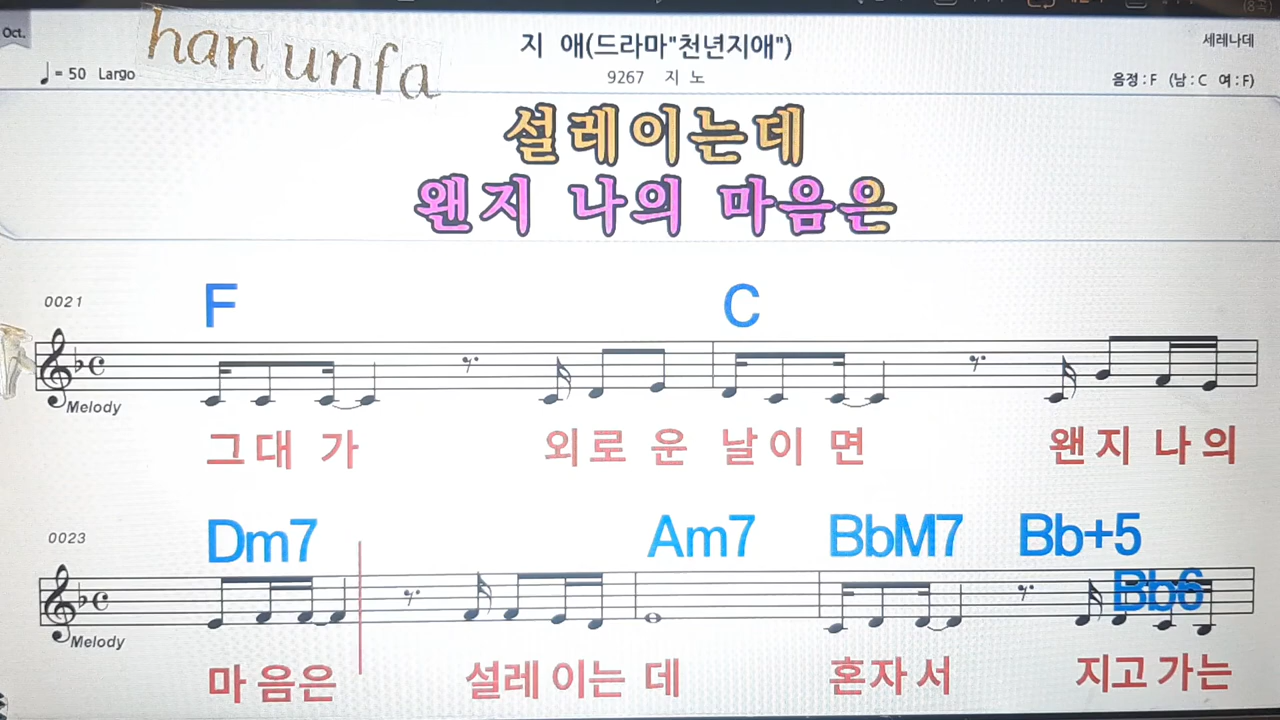 Oct.
han unfa
지 애(드라마"천년지애")
세레나데
♩= 50 Largo
9267 지 노
음정 : F (남 : C 여 : F)
설레이는데
왠지 나의 마음은
0021
F C
Melody
그대 가 외로 운 날이 면 왠지 나의
0023
Dm7 Am7 BbM7 Bb+5
Bb6
Melody
마 음은 설레 이는 데 혼자 서 지고 가는